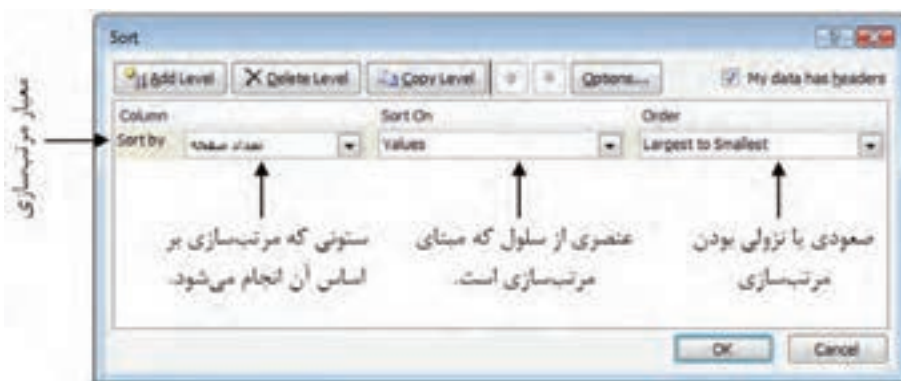 Sort
Add Level Delete Level Copy Level Options... My data has headers
Column Sort On Order
Sort by تعداد صفحه Values Largest to Smallest
معیار مرتب‌سازی
ستونی که مرتب‌سازی بر
اساس آن انجام می‌شود.
عنصری از سلول که مبنای
مرتب‌سازی است.
صعودی یا نزولی بودن
مرتب‌سازی
OK Cancel